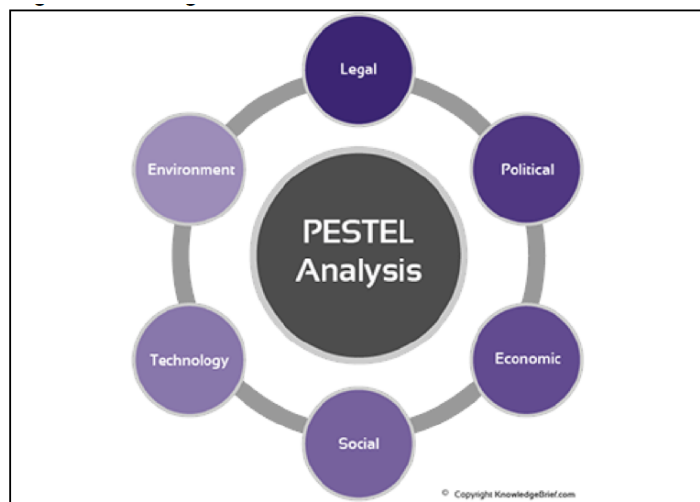 Legal
Environment
Political
PESTEL
Analysis
Technology
Economic
Social
© Copyright KnowledgeBrief.com